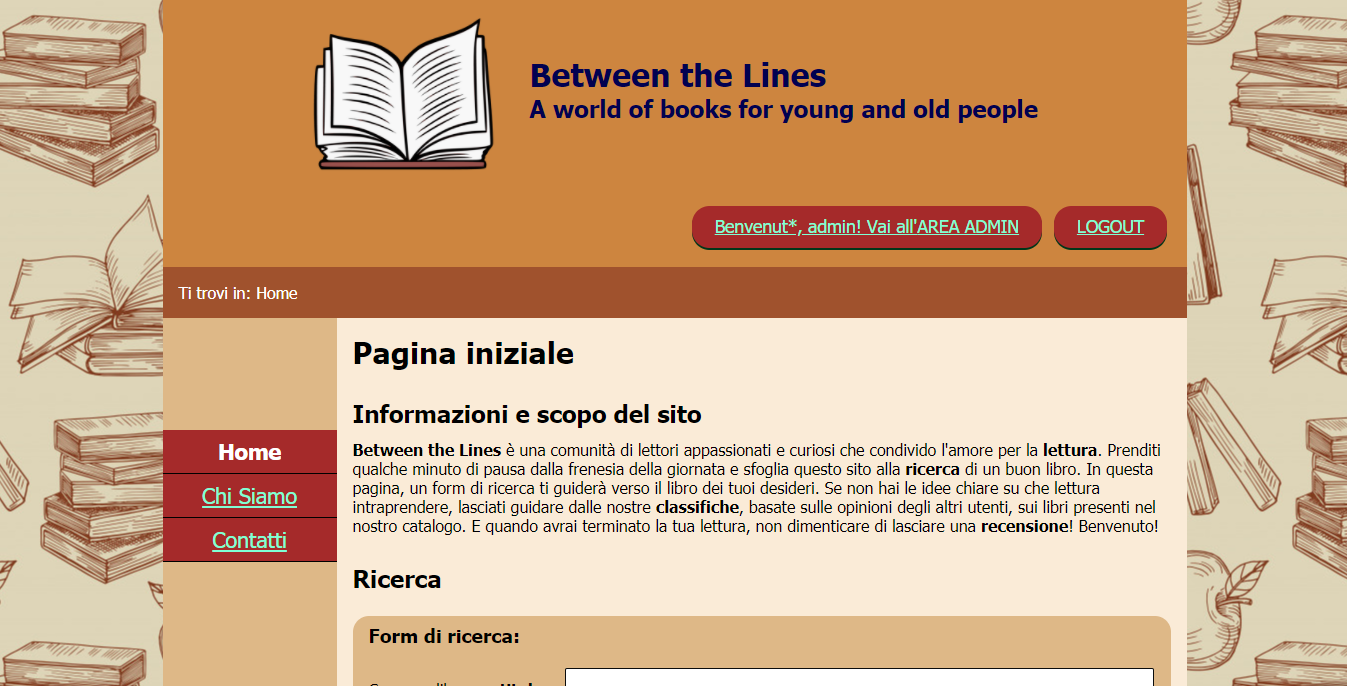 Between the Lines
A world of books for young and old people
Benvenut*, admin! Vai all'AREA ADMIN
LOGOUT
Ti trovi in: Home
Home
Chi Siamo
Contatti
Pagina iniziale
Informazioni e scopo del sito
Between the Lines è una comunità di lettori appassionati e curiosi che condivido l'amore per la lettura. Prenditi
qualche minuto di pausa dalla frenesia della giornata e sfoglia questo sito alla ricerca di un buon libro. In questa
pagina, un form di ricerca ti guiderà verso il libro dei tuoi desideri. Se non hai le idee chiare su che lettura
intraprendere, lasciati guidare dalle nostre classifiche, basate sulle opinioni degli altri utenti, sui libri presenti nel
nostro catalogo. E quando avrai terminato la tua lettura, non dimenticare di lasciare una recensione! Benvenuto!
Ricerca
Form di ricerca: